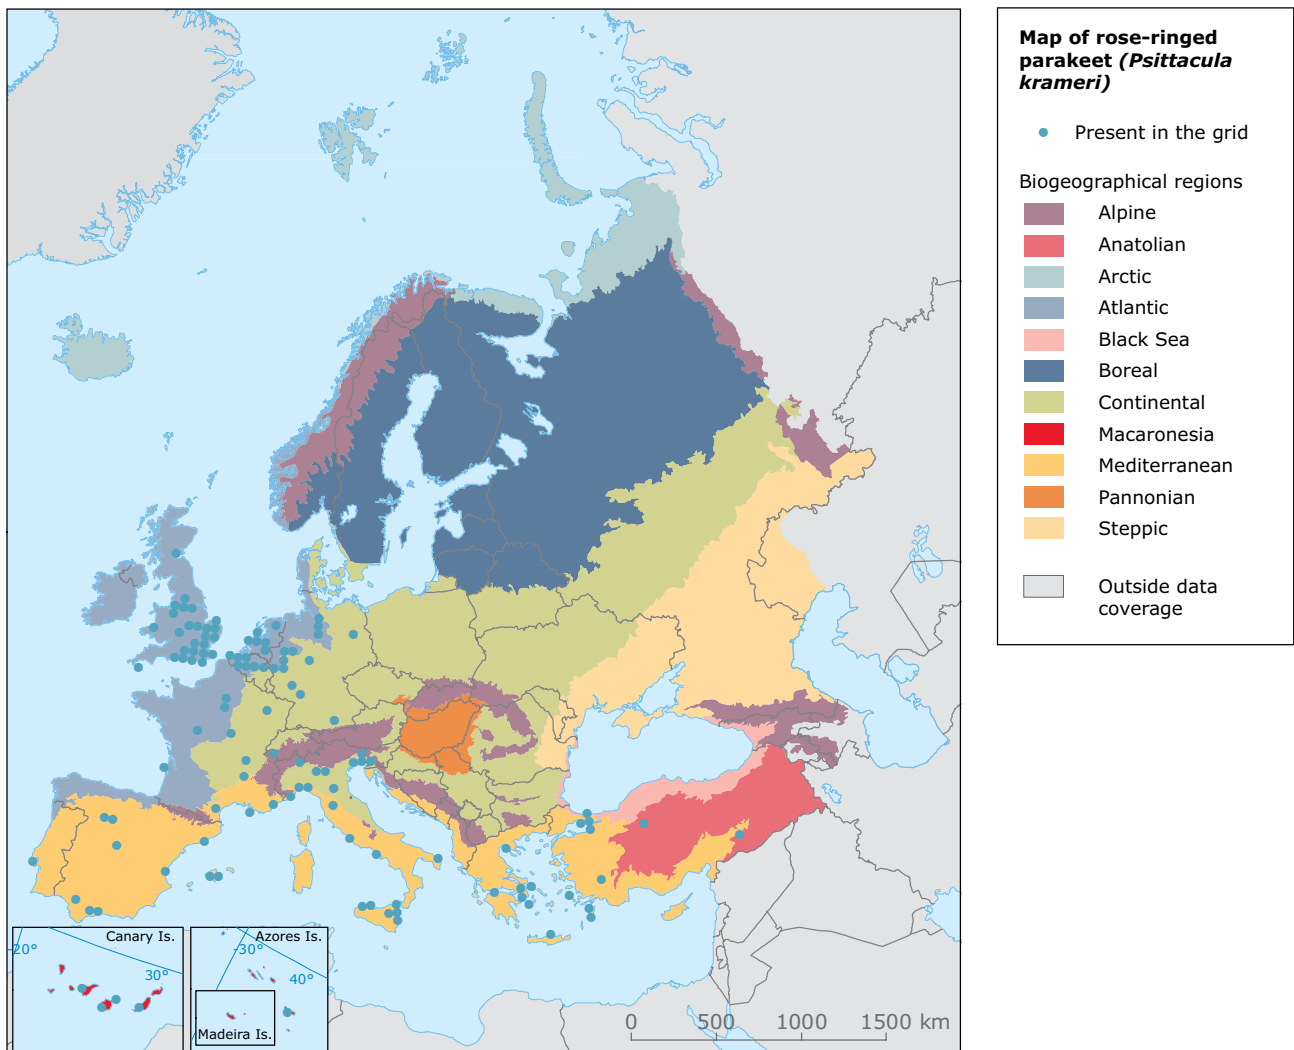 Map of rose-ringed
parakeet (Psittacula
krameri)
Present in the grid
Biogeographical regions
Alpine
Anatolian
Arctic
Atlantic
Black Sea
Boreal
Continental
Macaronesia
Mediterranean
Pannonian
Steppic
Outside data
coverage
Canary Is.
-20°
30°
Azores Is.
-30°
40°
Madeira Is.
0 500 1000 1500 km